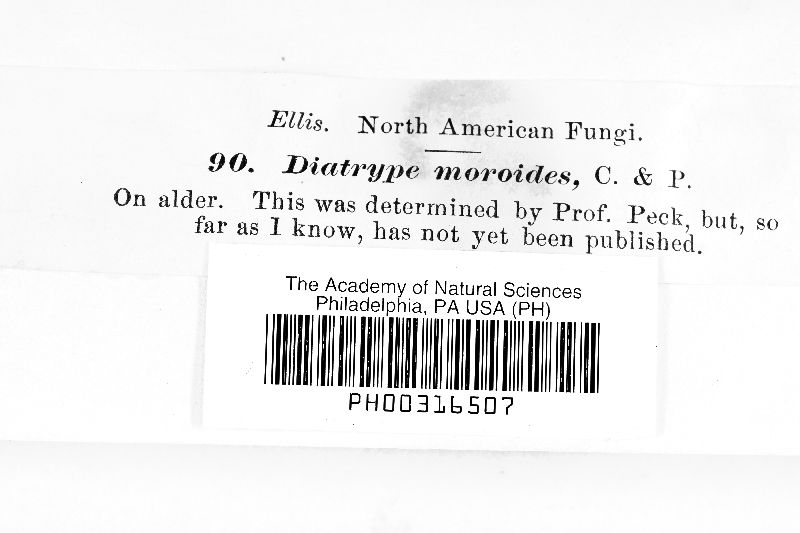 Ellis. North American Fungi.
90. Diatrype moroides, C. & P.
On alder. This was determined by Prof. Peck, but, so
far as I know, has not yet been published.
The Academy of Natural Sciences
Philadelphia, PA USA (PH)
PH00316507